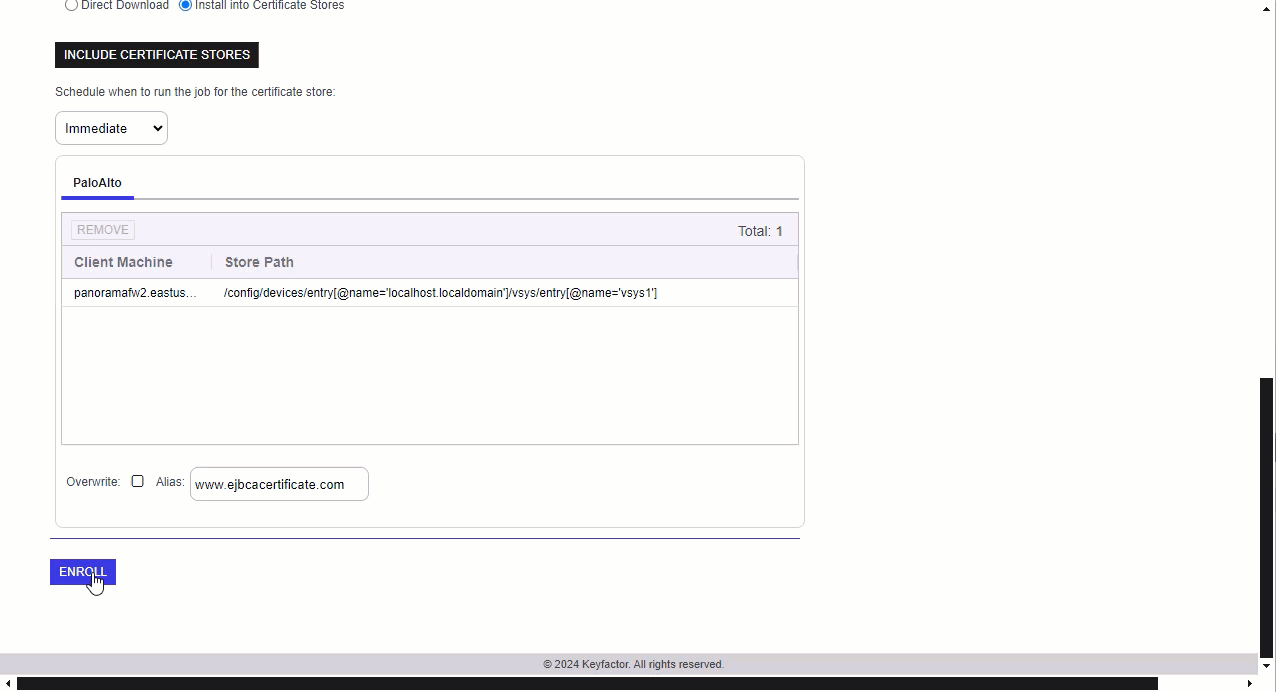 Direct Download Install into Certificate Stores
INCLUDE CERTIFICATE STORES
Schedule when to run the job for the certificate store:
Immediate
PaloAlto
REMOVE Total: 1
Client Machine Store Path
panoramafw2.eastus... /config/devices/entry[@name='localhost.localdomain']/vsys/entry[@name='vsys1']
Overwrite: Alias: www.ejbcacertificate.com
ENROLL
© 2024 Keyfactor. All rights reserved.